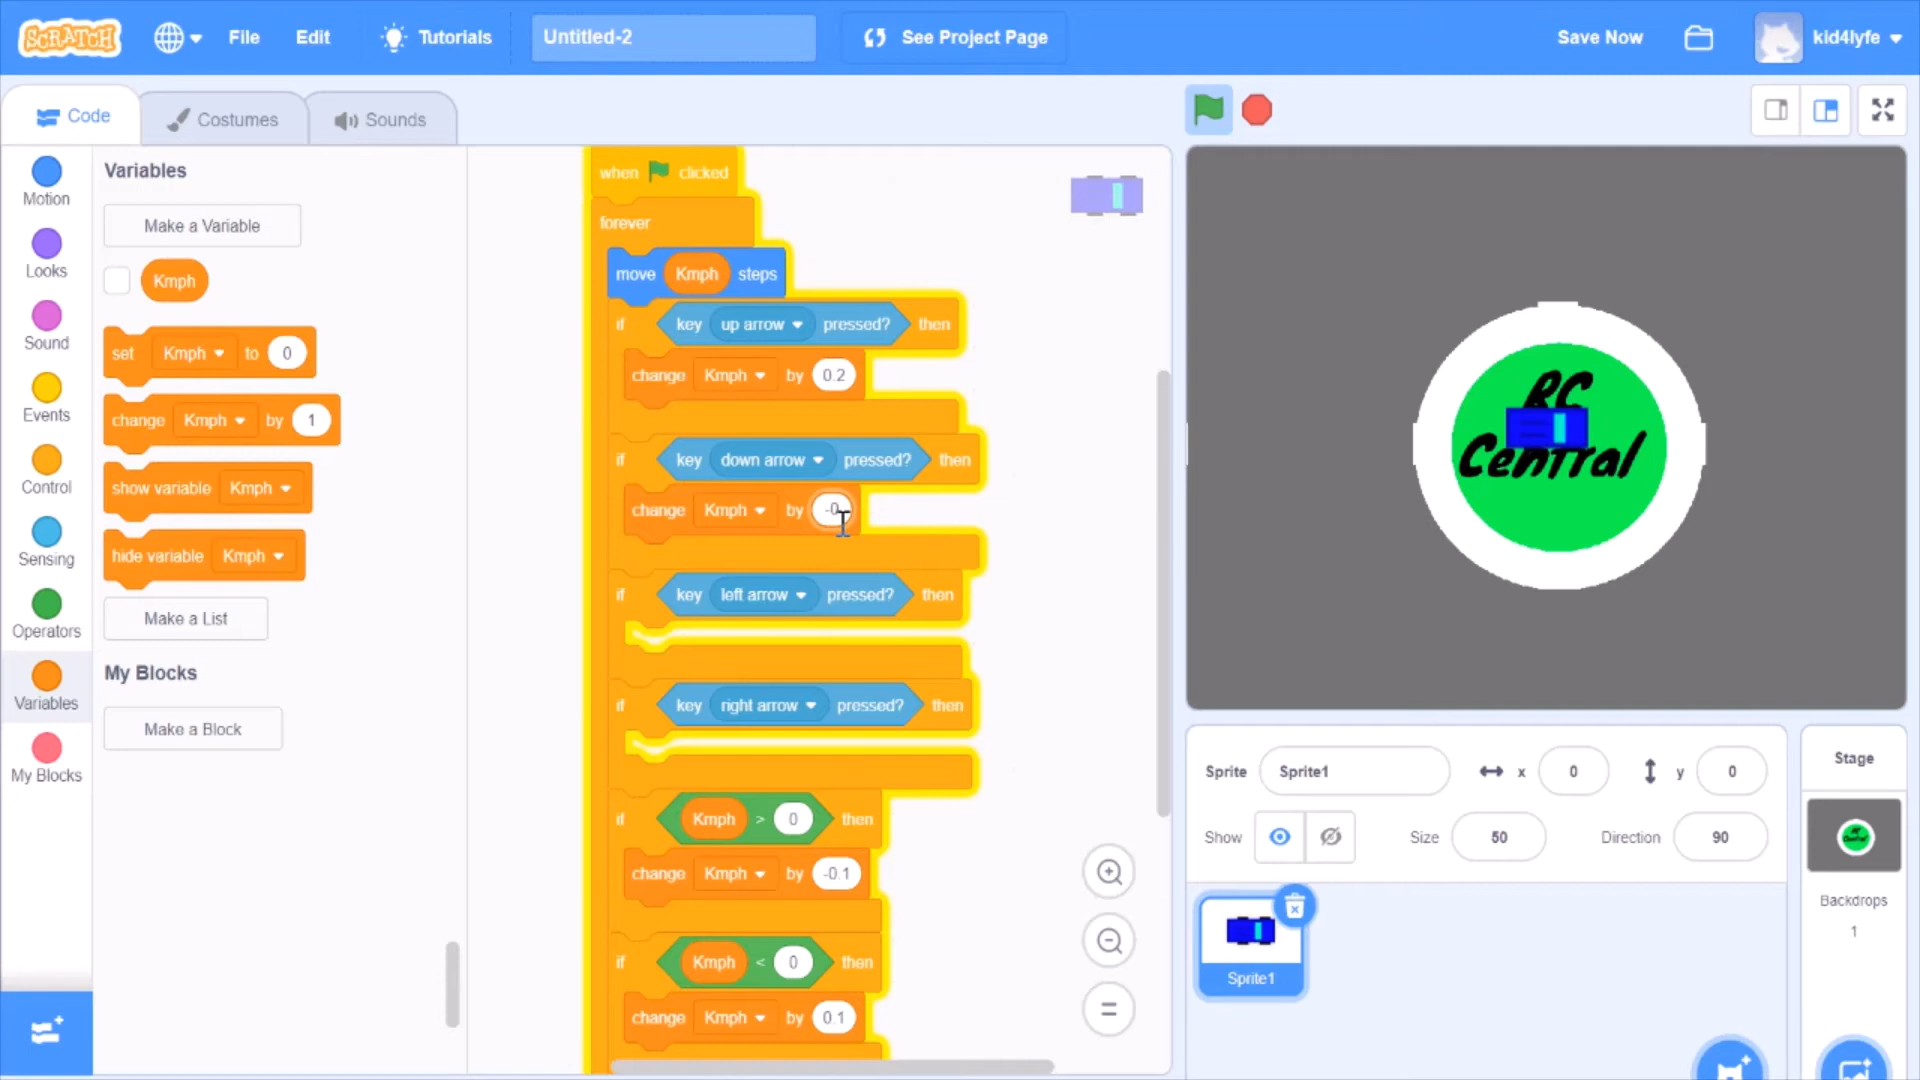 SCRATCH
File
Edit
Tutorials
Untitled-2
See Project Page
Save Now
kid4lyfe
Code
Costumes
Sounds
Motion
Looks
Sound
Events
Control
Sensing
Operators
Variables
My Blocks
Variables
Make a Variable
Kmph
set Kmph to 0
change Kmph by 1
show variable Kmph
hide variable Kmph
Make a List
My Blocks
Make a Block
when clicked
forever
move Kmph steps
if key up arrow pressed? then
change Kmph by 0.2
if key down arrow pressed? then
change Kmph by -0
if key left arrow pressed? then
if key right arrow pressed? then
if Kmph > 0 then
change Kmph by -0.1
if Kmph < 0 then
change Kmph by 0.1
RC
Central
Sprite Sprite1 x 0 y 0
Show Size 50 Direction 90
Sprite1
Stage
Backdrops
1